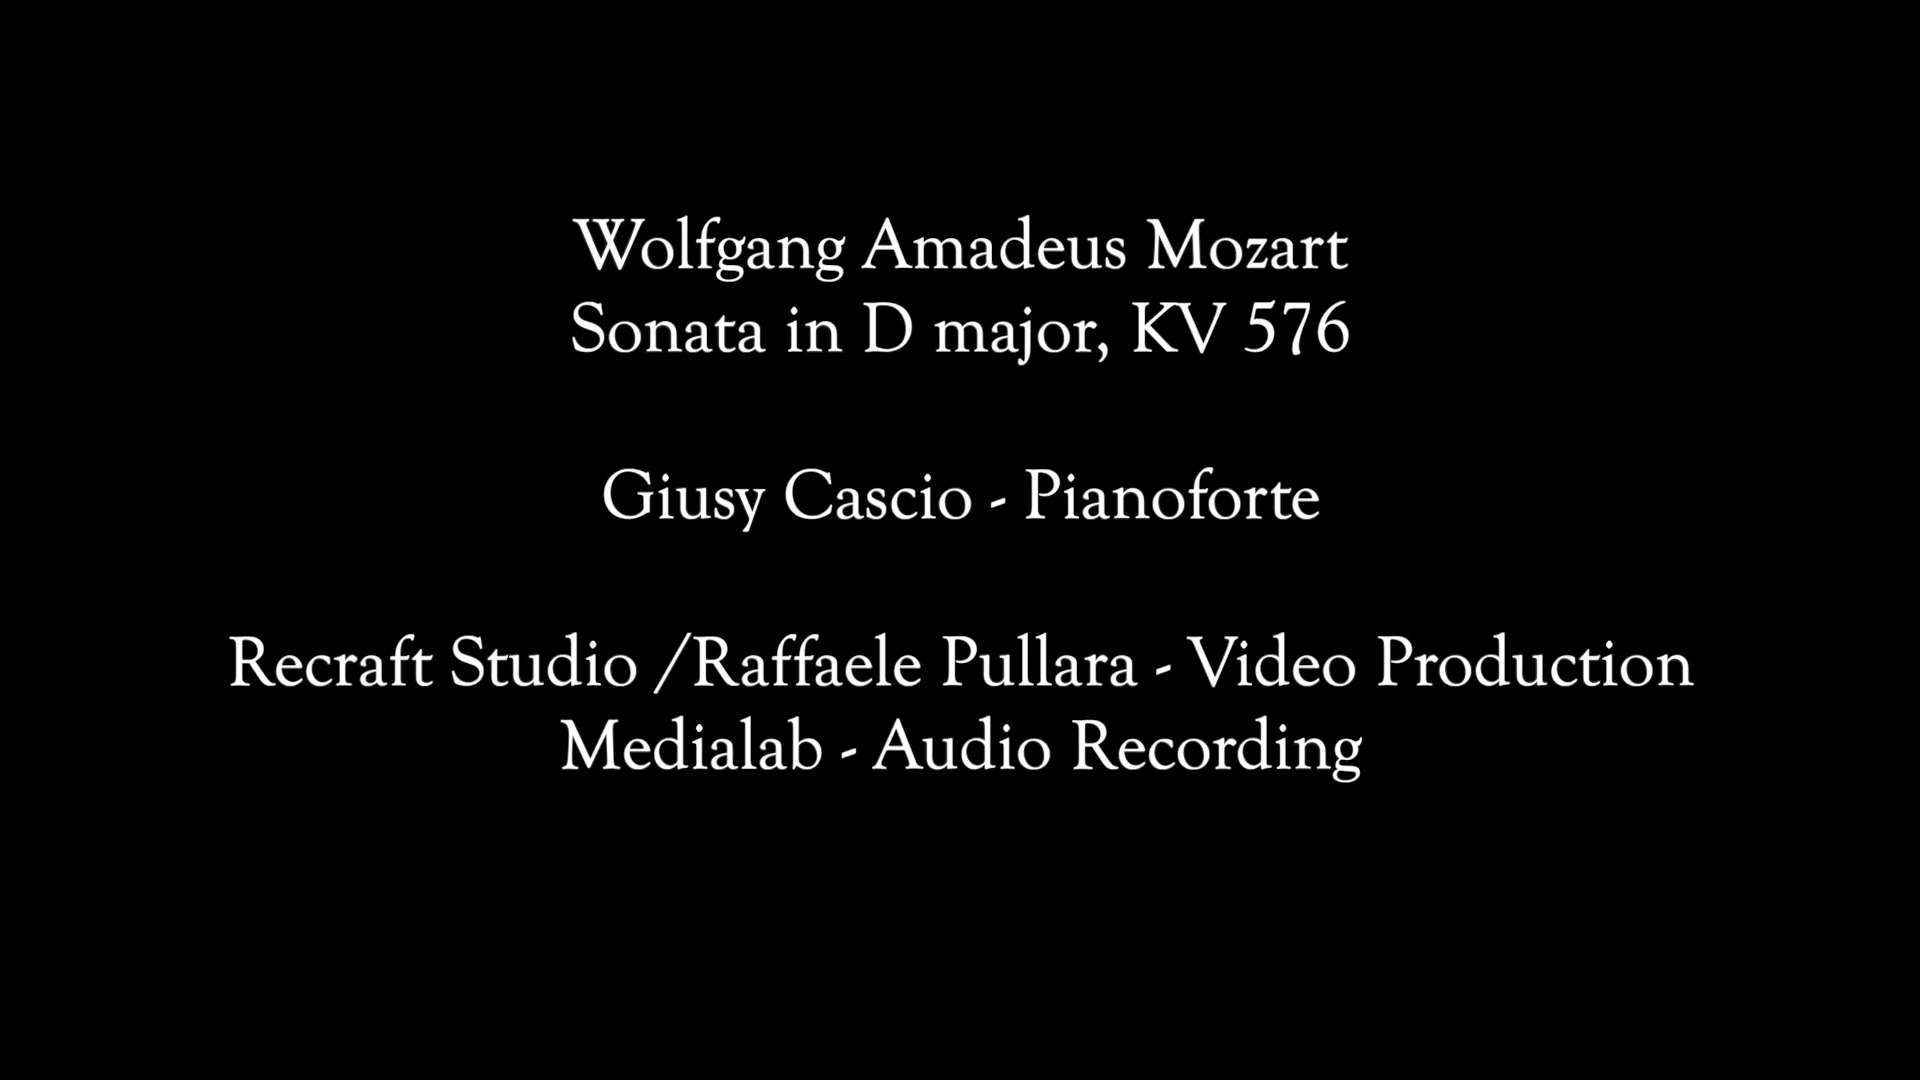 Wolfgang Amadeus Mozart
Sonata in D major, KV 576
Giusy Cascio - Pianoforte
Recraft Studio /Raffaele Pullara - Video Production
Medialab - Audio Recording